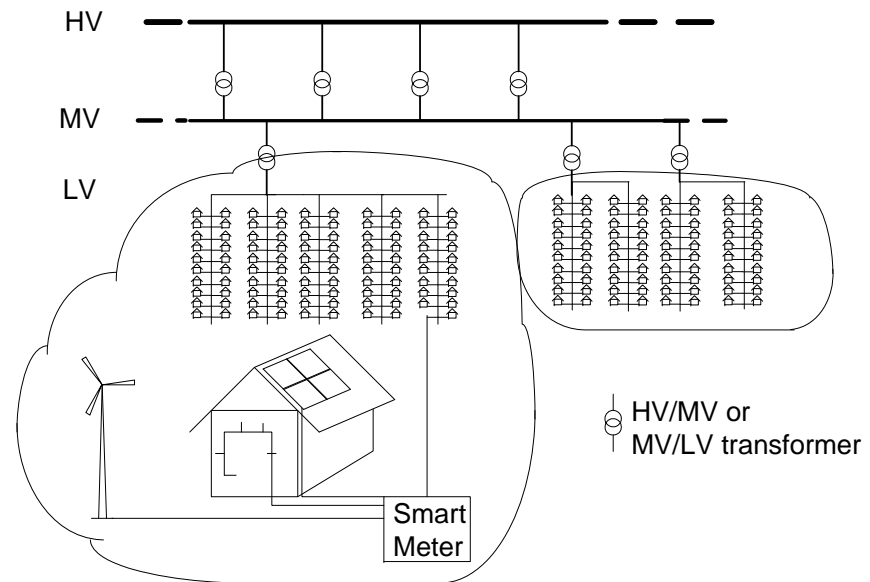 HV
MV
LV
HV/MV or
MV/LV transformer
Smart
Meter